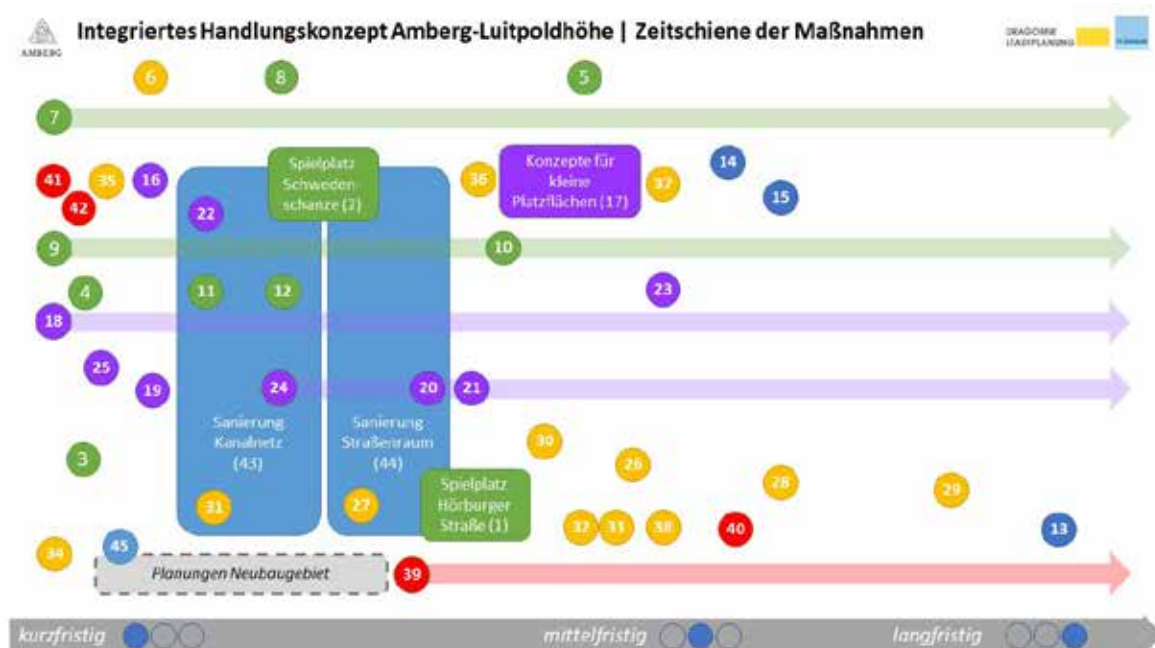 AMBERG
Integriertes Handlungskonzept Amberg-Luitpoldhöhe | Zeitschiene der Maßnahmen
DRAGOMIR
STADTPLANUNG
6
8
5
7
41
35
16
42
22
Spielplatz
Schweden-
schanze (2)
36
Konzepte für
kleine
Platzflächen (17)
37
14
15
9
10
4
11
12
23
18
25
19
24
20
21
Sanierung
Kanalnetz
(43)
Sanierung
Straßenraum
(44)
3
30
26
28
29
31
27
Spielplatz
Hörburger
Straße (1)
32
33
38
40
13
34
45
Planungen Neubaugebiet
39
kurzfristig
mittelfristig
langfristig